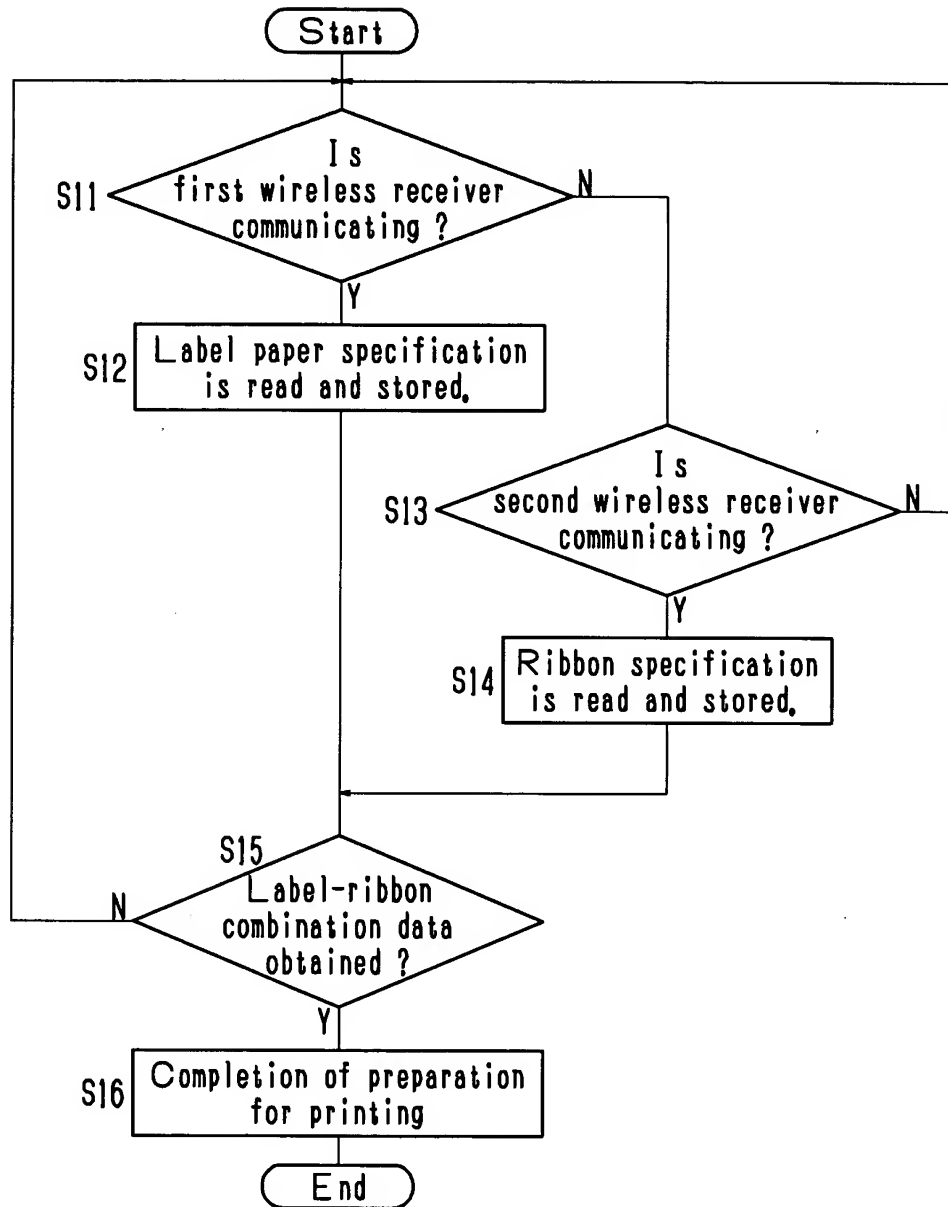 Start
S11
Is
first wireless receiver
communicating ?
N
Y
S12
Label paper specification
is read and stored.
S13
Is
second wireless receiver
communicating ?
N
Y
S14
Ribbon specification
is read and stored.
S15
Label-ribbon
combination data
obtained ?
N
Y
S16
Completion of preparation
for printing
End